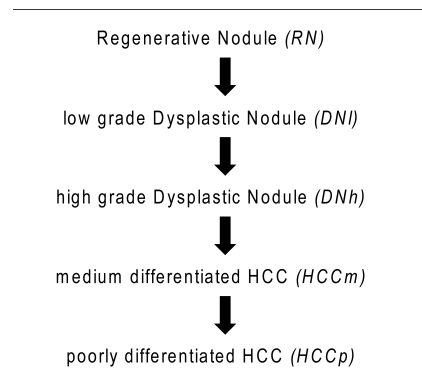 Regenerative Nodule (RN)
low grade Dysplastic Nodule (DNl)
high grade Dysplastic Nodule (DNh)
medium differentiated HCC (HCCm)
poorly differentiated HCC (HCCp)